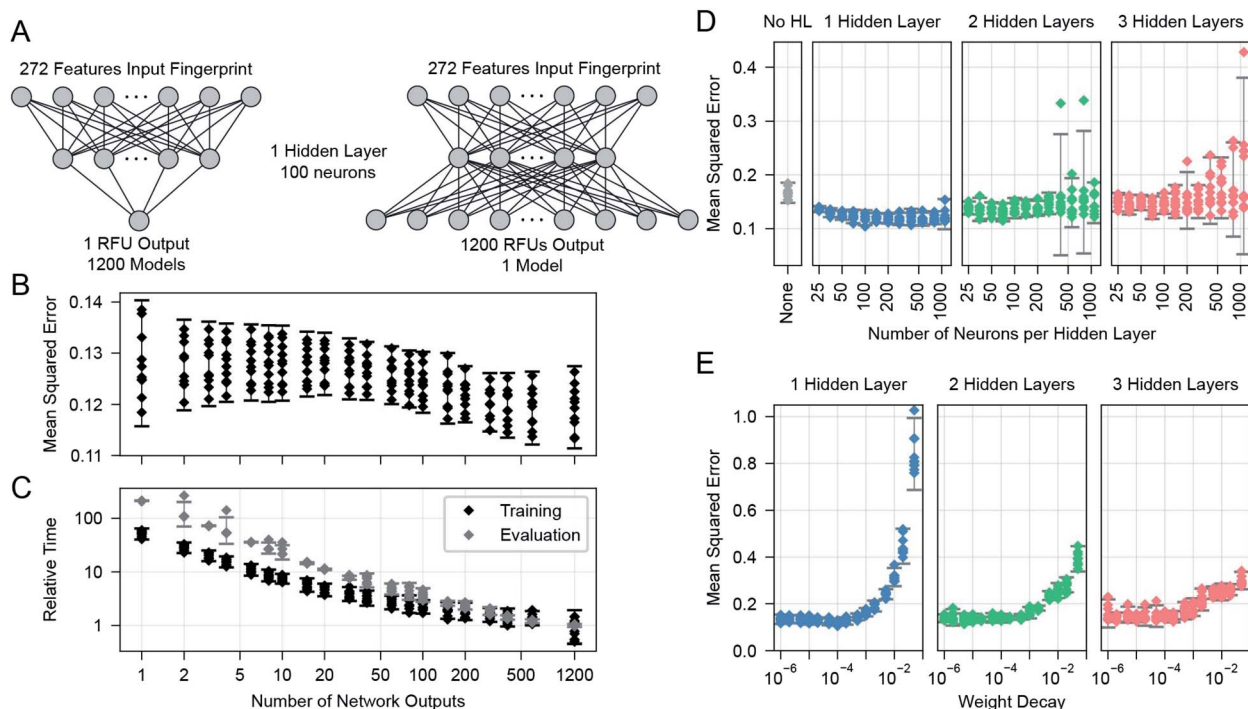 A
272 Features Input Fingerprint
272 Features Input Fingerprint
1 Hidden Layer
100 neurons
1 RFU Output
1200 Models
1200 RFUs Output
1 Model
B
Mean Squared Error
0.14
0.13
0.12
0.11
C
Relative Time
100
10
1
Training
Evaluation
1 2 5 10 20 50 100 200 500 1200
Number of Network Outputs
D
No HL 1 Hidden Layer 2 Hidden Layers 3 Hidden Layers
Mean Squared Error
0.4
0.3
0.2
0.1
None 25 50 100 200 500 1000 25 50 100 200 500 1000 25 50 100 200 500 1000
Number of Neurons per Hidden Layer
E
1 Hidden Layer 2 Hidden Layers 3 Hidden Layers
Mean Squared Error
1.0
0.8
0.6
0.4
0.2
0.0
10⁻⁶ 10⁻⁴ 10⁻² 10⁻⁶ 10⁻⁴ 10⁻² 10⁻⁶ 10⁻⁴ 10⁻²
Weight Decay